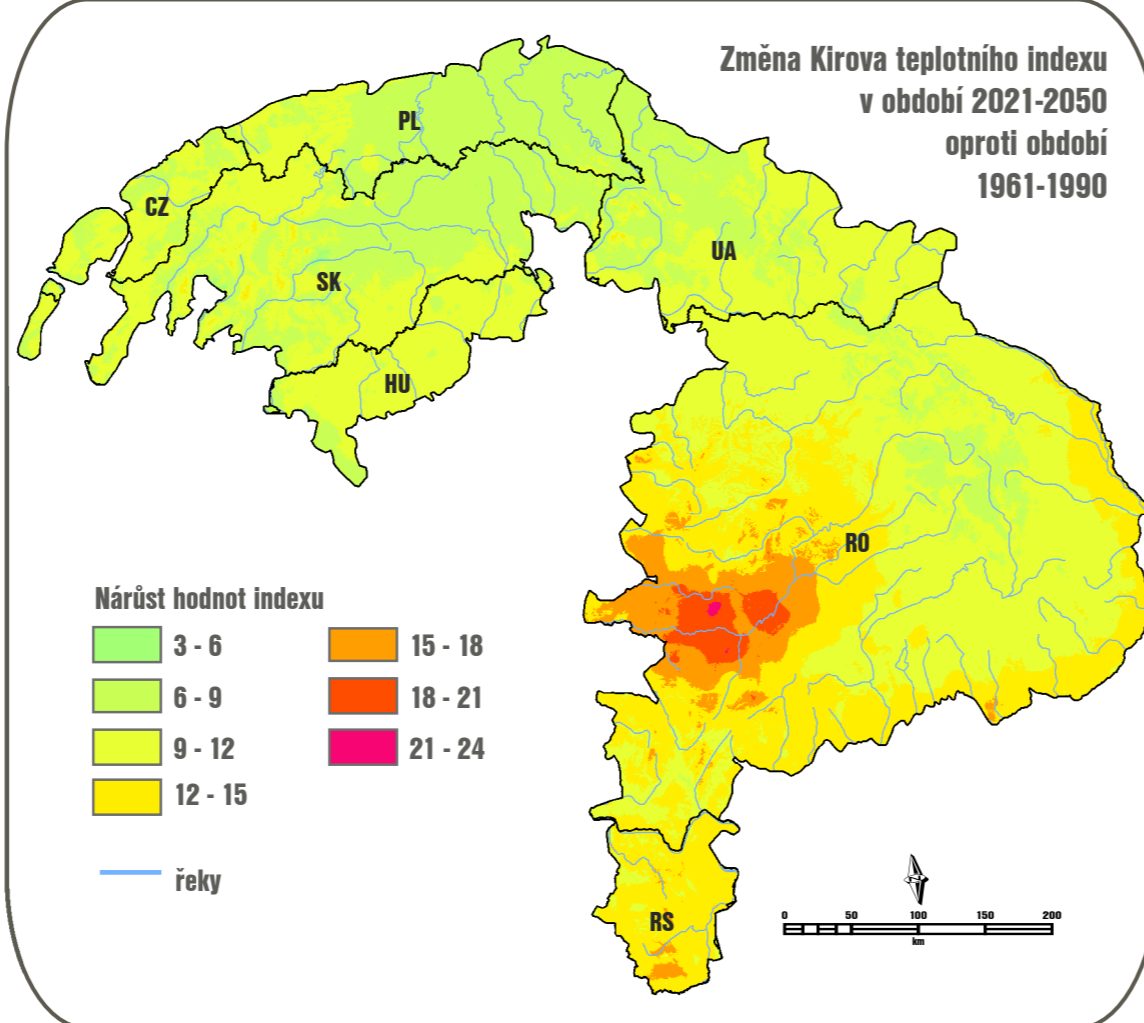 Změna Kirova teplotního indexu
v období 2021-2050
oproti období
1961-1990
PL
CZ
SK
UA
HU
RO
RS
Nárůst hodnot indexu
3 - 6
6 - 9
9 - 12
12 - 15
15 - 18
18 - 21
21 - 24
řeky
0 50 100 150 200
km